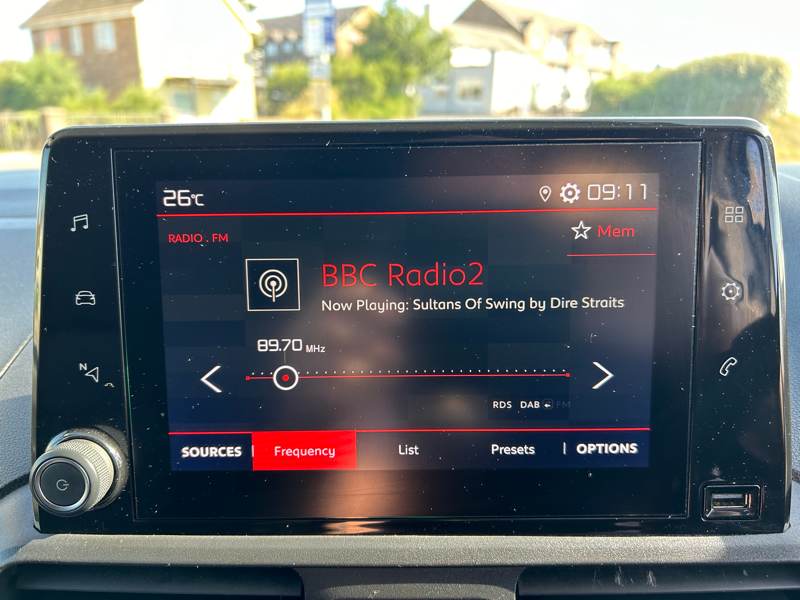 26°C
09:11
RADIO . FM
Mem
BBC Radio2
Now Playing: Sultans Of Swing by Dire Straits
89.70 MHz
N
RDS DAB FM
SOURCES Frequency List Presets OPTIONS